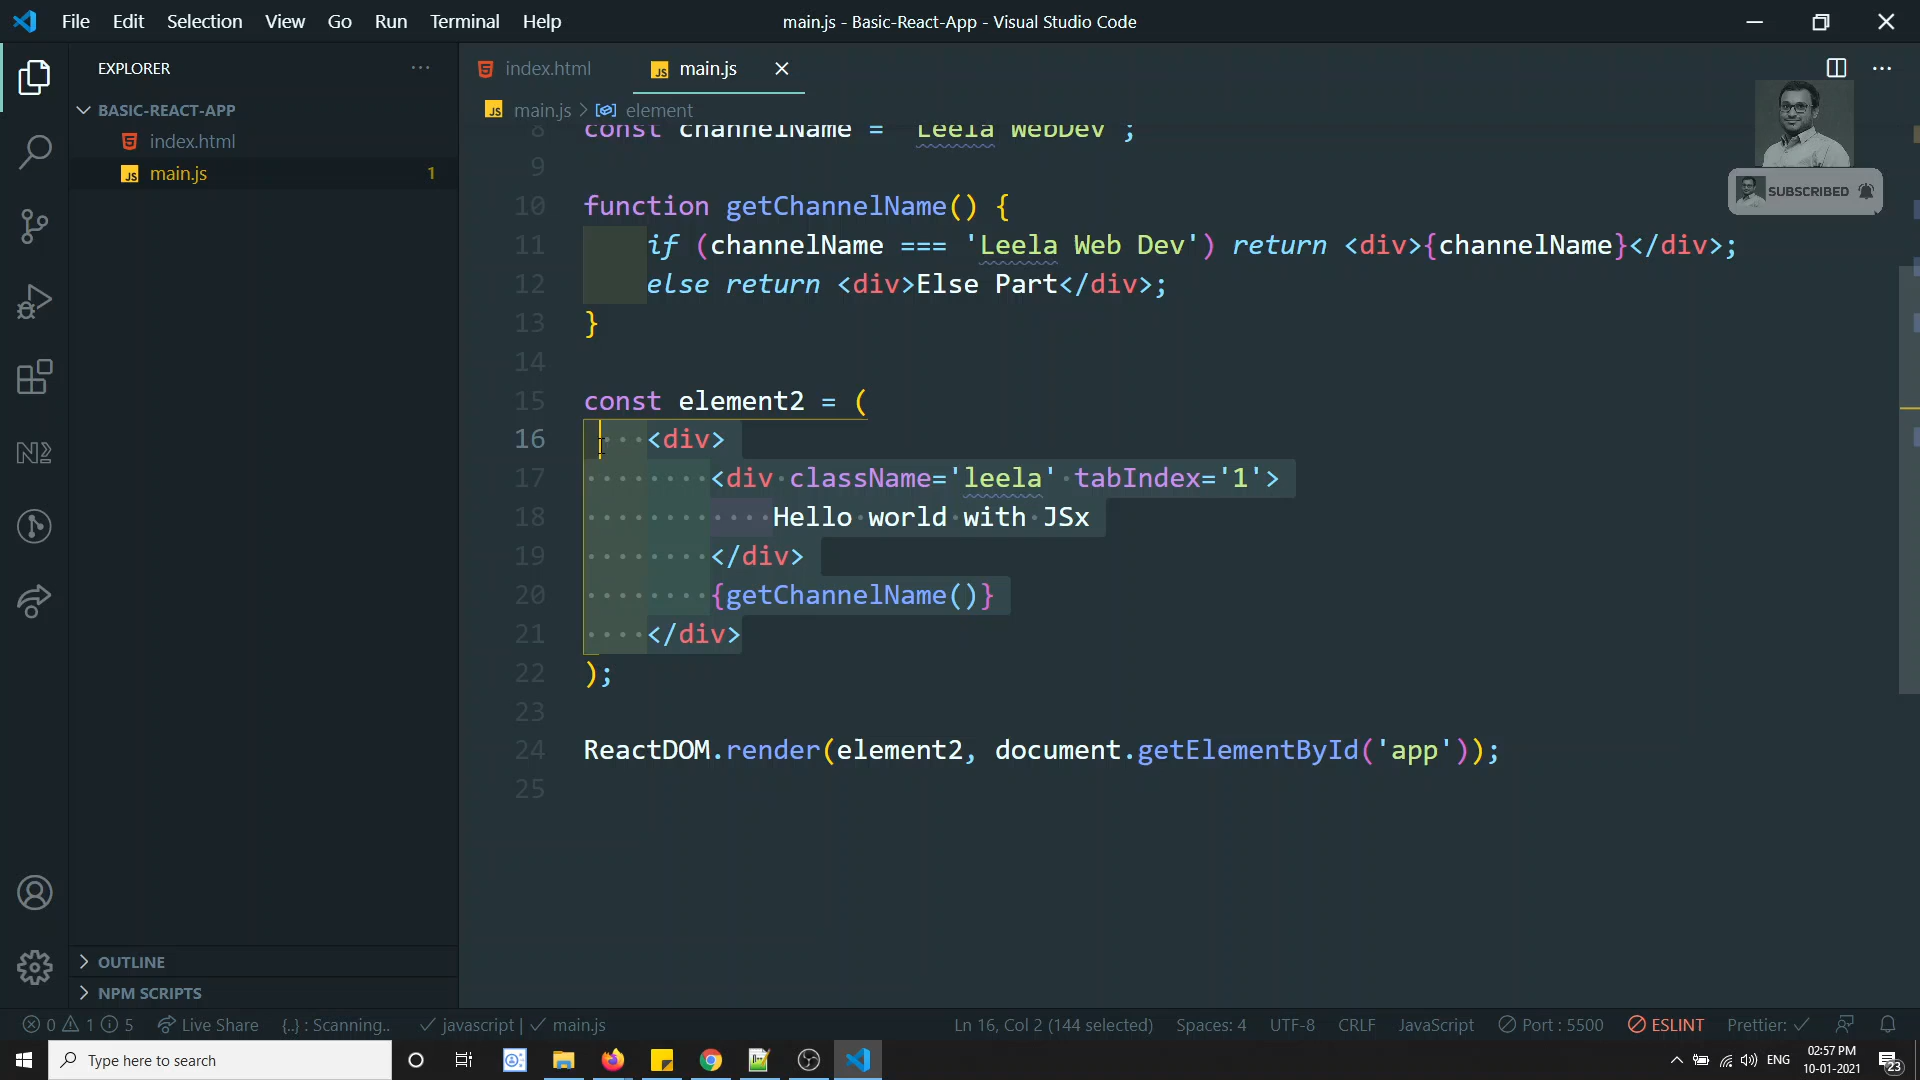 File Edit Selection View Go Run Terminal Help
main.js - Basic-React-App - Visual Studio Code
EXPLORER
BASIC-REACT-APP
index.html
main.js 1
OUTLINE
NPM SCRIPTS
index.html
main.js
main.js > element
SUBSCRIBED
8 const channelName = 'Leela WebDev';
9
10 function getChannelName() {
11 if (channelName === 'Leela Web Dev') return <div>{channelName}</div>;
12 else return <div>Else Part</div>;
13 }
14
15 const element2 = (
16 <div>
17 <div className='leela' tabIndex='1'>
18 Hello world with JSx
19 </div>
20 {getChannelName()}
21 </div>
22 );
23
24 ReactDOM.render(element2, document.getElementById('app'));
25
0 1 5 Live Share {..} : Scanning.. javascript | main.js Ln 16, Col 2 (144 selected) Spaces: 4 UTF-8 CRLF JavaScript Port : 5500 ESLINT Prettier:
Type here to search
ENG
02:57 PM
10-01-2021
23